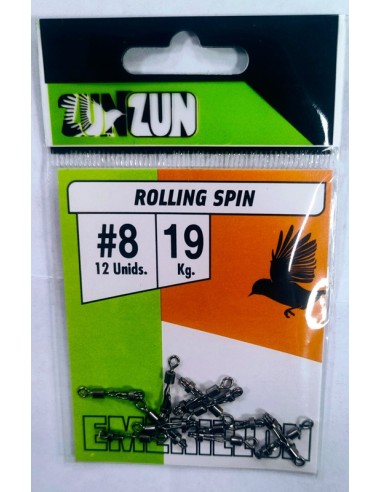 ZUNZUN
ROLLING SPIN
#8
12 Unids.
19
Kg.
EMERILLON